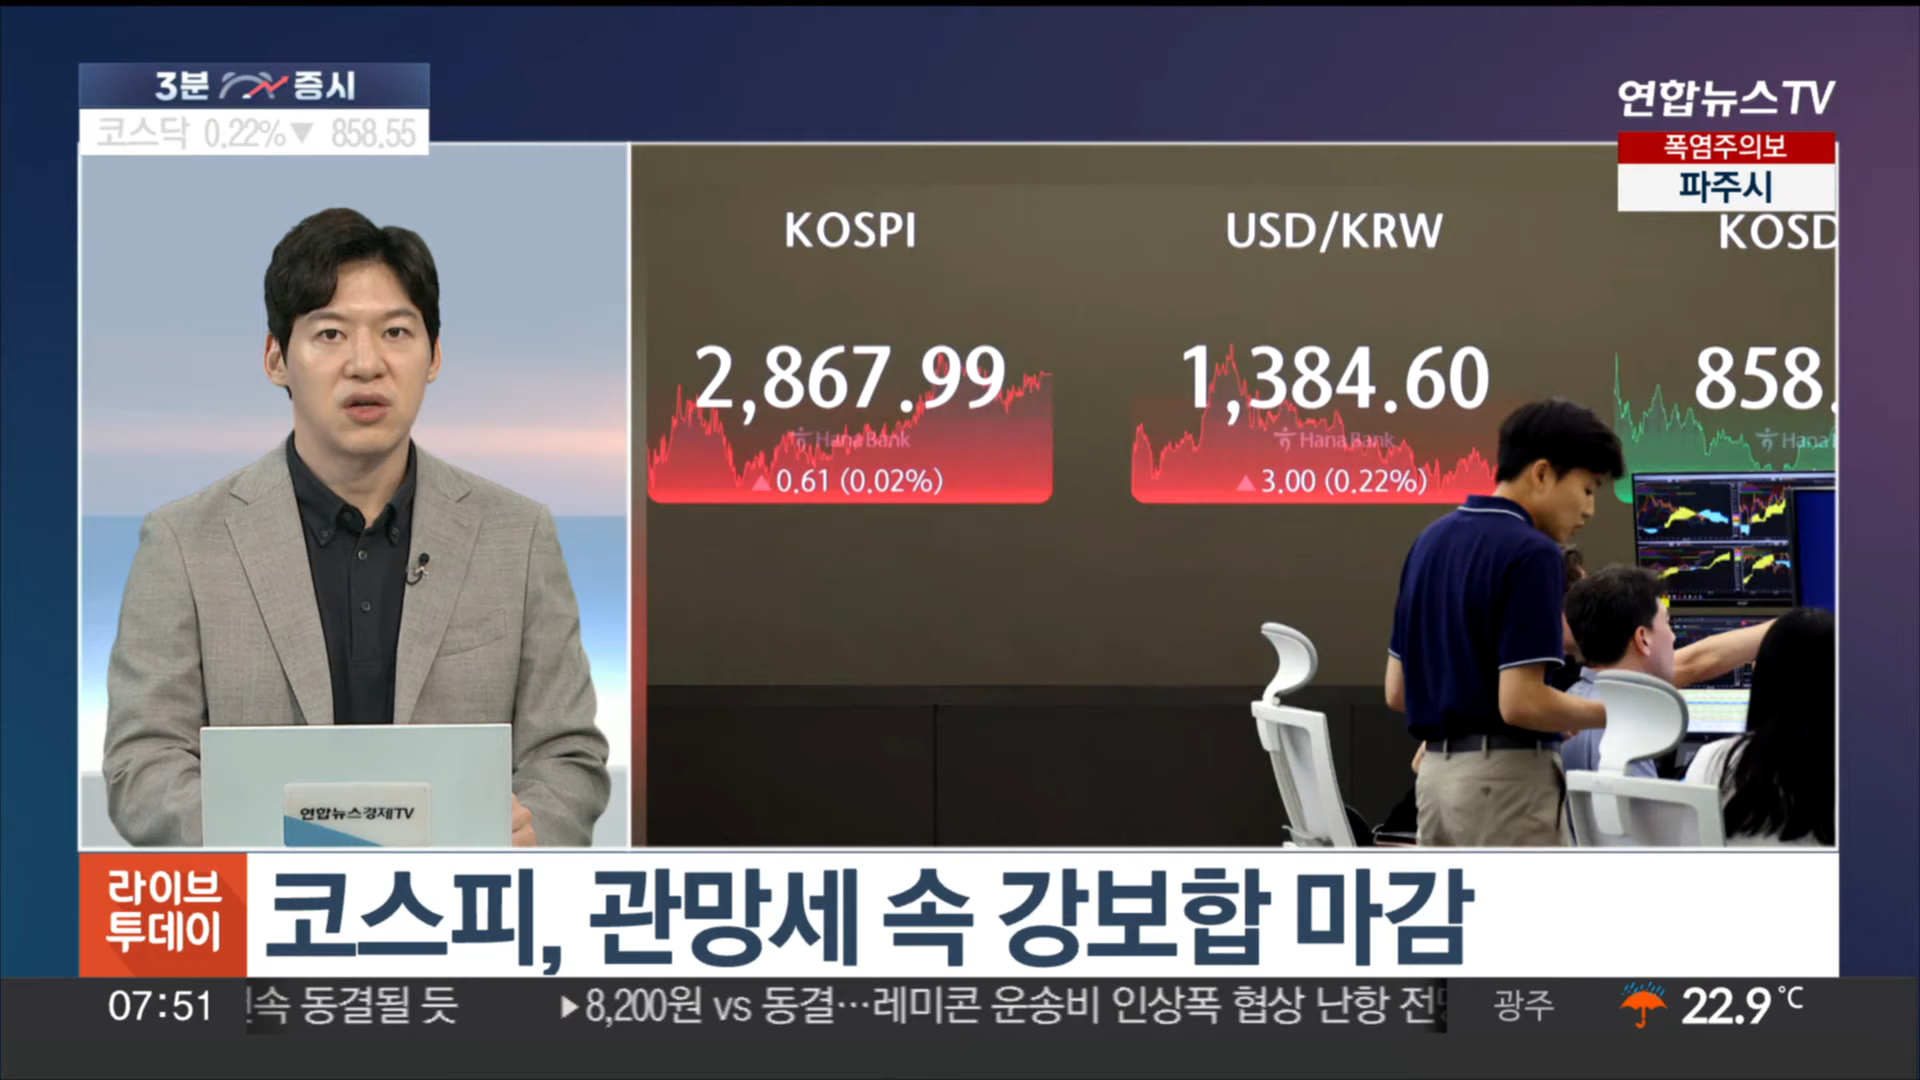 3분 증시
코스닥 0.22%▼ 858.55
연합뉴스TV
폭염주의보
파주시
KOSPI
2,867.99
Hana Bank
▲0.61 (0.02%)
USD/KRW
1,384.60
Hana Bank
▲3.00 (0.22%)
KOSD
858.
Hana
연합뉴스경제TV
라이브
투데이
코스피, 관망세 속 강보합 마감
07:51
속 동결될 듯 ▶8,200원 vs 동결…레미콘 운송비 인상폭 협상 난항
광주
22.9℃